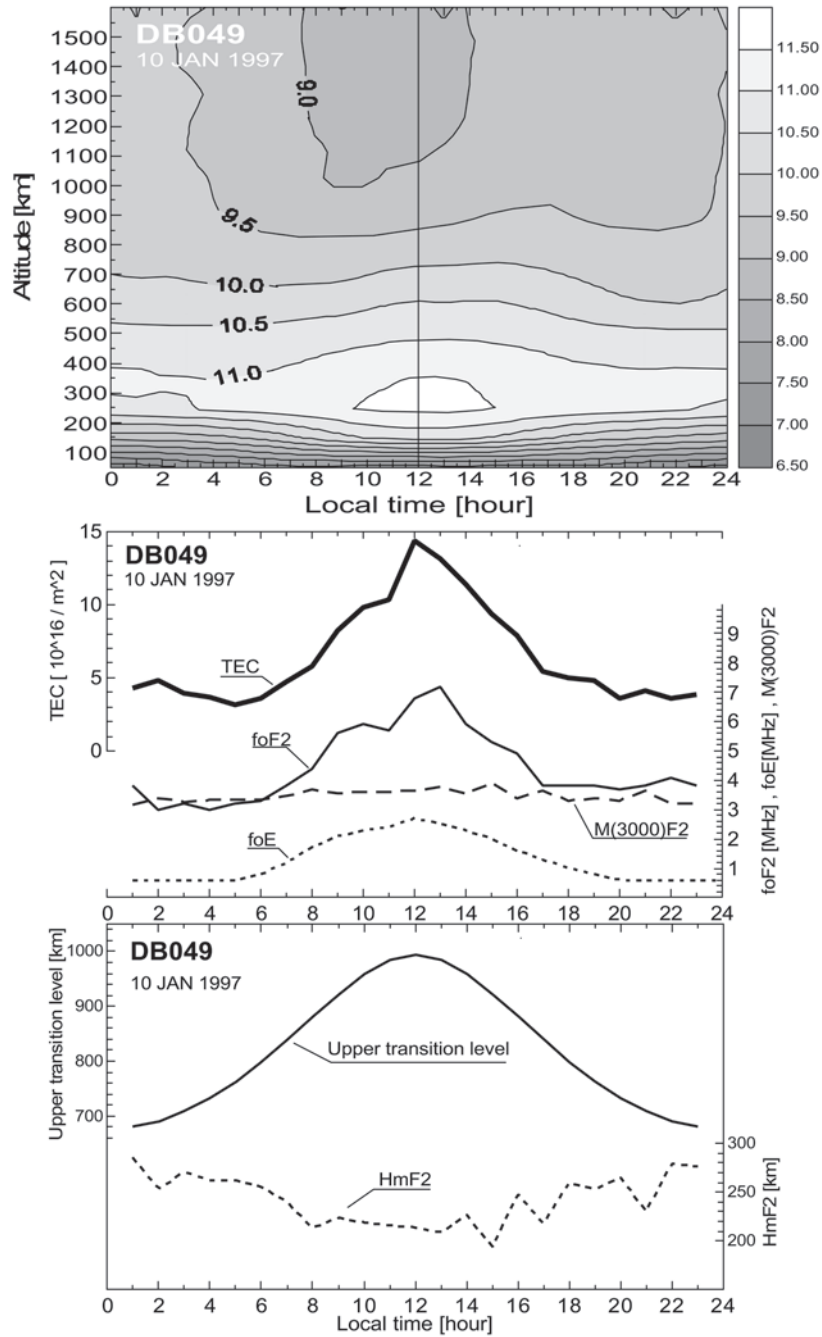 DB049
10 JAN 1997
1500
1400
1300
1200
1100
1000
900
800
700
600
500
400
300
200
100
Altitude [km]
9.0
9.5
10.0
10.5
11.0
0 2 4 6 8 10 12 14 16 18 20 22 24
Local time [hour]
11.50
11.00
10.50
10.00
9.50
9.00
8.50
8.00
7.50
7.00
6.50
DB049
10 JAN 1997
TEC [ 10^16 / m^2 ]
15
10
5
0
TEC
foF2
foE
M(3000)F2
9
8
7
6
5
4
3
2
1
foF2 [MHz] , foE[MHz] , M(3000)F2
0 2 4 6 8 10 12 14 16 18 20 22 24
DB049
10 JAN 1997
Upper transition level [km]
1000
900
800
700
Upper transition level
HmF2
300
250
200
HmF2 [km]
0 2 4 6 8 10 12 14 16 18 20 22 24
Local time [hour]